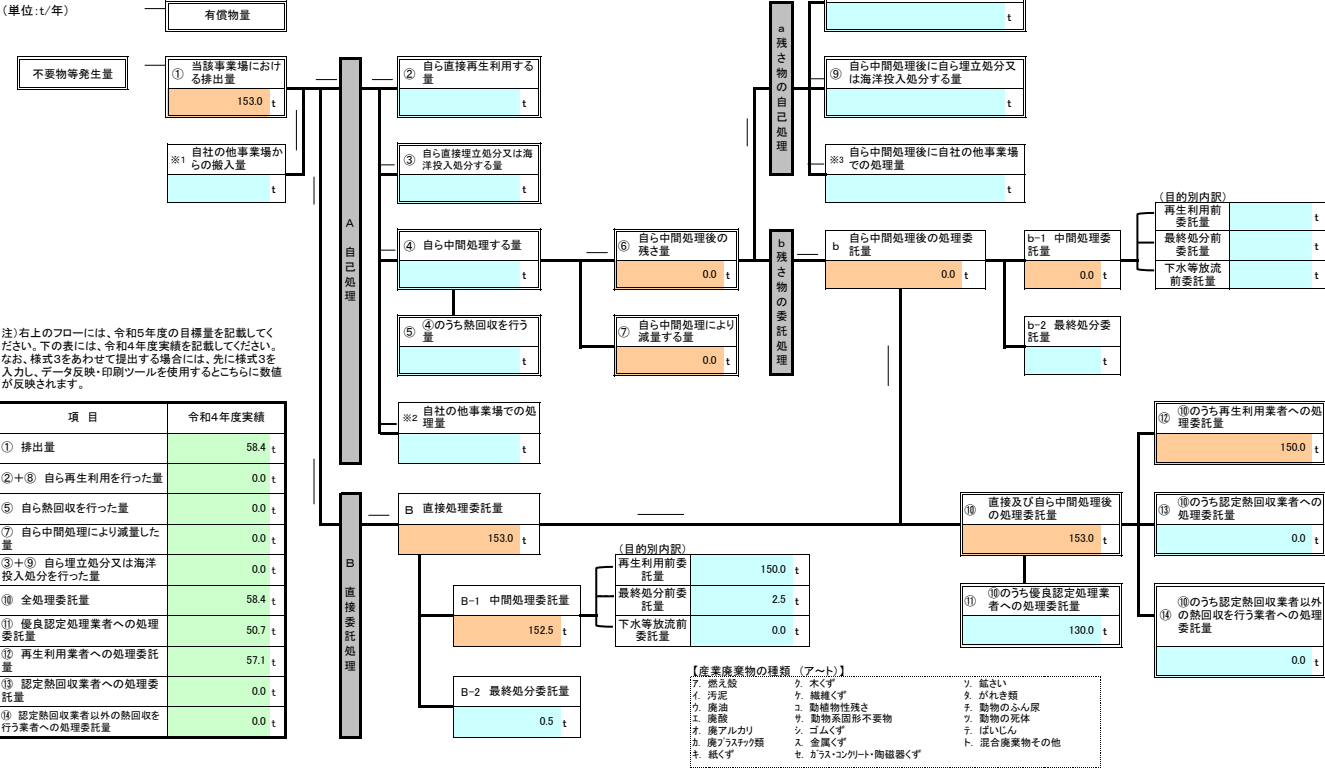 (単位:t/年)
有償物量
t
不要物等発生量
① 当該事業場におけ
る排出量
153.0 t
※1 自社の他事業場か
らの搬入量
t
A 自己処理
② 自ら直接再生利用する
量
t
③ 自ら直接埋立処分又は海
洋投入処分する量
t
④ 自ら中間処理する量
t
⑤ ④のうち熱回収を行う
量
t
※2 自社の他事業場での処
理量
t
⑥ 自ら中間処理後の
残さ量
0.0 t
⑦ 自ら中間処理により
減量する量
0.0 t
a 残さ物の自己処理
⑨ 自ら中間処理後に自ら埋立処分又
は海洋投入処分する量
t
※3 自ら中間処理後に自社の他事業場
での処理量
t
b 残さ物の委託処理
b 自ら中間処理後の処理委
託量
0.0 t
b-1 中間処理委
託量
0.0 t
b-2 最終処分委
託量
t
(目的別内訳)
再生利用前
委託量
t
最終処分前
委託量
t
下水等放流
前委託量
t
注)右上のフローには、令和5年度の目標量を記載してく
ださい。下の表には、令和4年度実績を記載してください。
なお、様式3をあわせて提出する場合には、先に様式3を
入力し、データ反映・印刷ツールを使用するとこちらに数値
が反映されます。
項 目 令和4年度実績
① 排出量 58.4 t
②+⑧ 自ら再生利用を行った量 0.0 t
⑤ 自ら熱回収を行った量 0.0 t
⑦ 自ら中間処理により減量した
量 0.0 t
③+⑨ 自ら埋立処分又は海洋
投入処分を行った量 0.0 t
⑩ 全処理委託量 58.4 t
⑪ 優良認定処理業者への処理
委託量 50.7 t
⑫ 再生利用業者への処理委託
量 57.1 t
⑬ 認定熱回収業者への処理委
託量 0.0 t
⑭ 認定熱回収業者以外の熱回収を
行う業者への処理委託量 0.0 t
B 直接委託処理
B 直接処理委託量
153.0 t
B-1 中間処理委託量
152.5 t
B-2 最終処分委託量
0.5 t
(目的別内訳)
再生利用前委
託量 150.0 t
最終処分前委
託量 2.5 t
下水等放流前
委託量 0.0 t
⑩ 直接及び自ら中間処理後
の処理委託量
153.0 t
⑪ ⑩のうち優良認定処理業
者への処理委託量
130.0 t
⑫ ⑩のうち再生利用業者への処
理委託量
150.0 t
⑬ ⑩のうち認定熱回収業者への
処理委託量
0.0 t
⑭ ⑩のうち認定熱回収業者以外
の熱回収を行う業者への処理
委託量
0.0 t
【産業廃棄物の種類 (ア~ト)】
ア. 燃え殻
イ. 汚泥
ウ. 廃油
エ. 廃酸
オ. 廃アルカリ
カ. 廃プラスチック類
キ. 紙くず
ク. 木くず
ケ. 繊維くず
コ. 動植物性残さ
サ. 動物系固形不要物
シ. ゴムくず
ス. 金属くず
セ. ガラス・コンクリート・陶磁器くず
ソ. 鉱さい
タ. がれき類
チ. 動物のふん尿
ツ. 動物の死体
テ. ばいじん
ト. 混合廃棄物その他